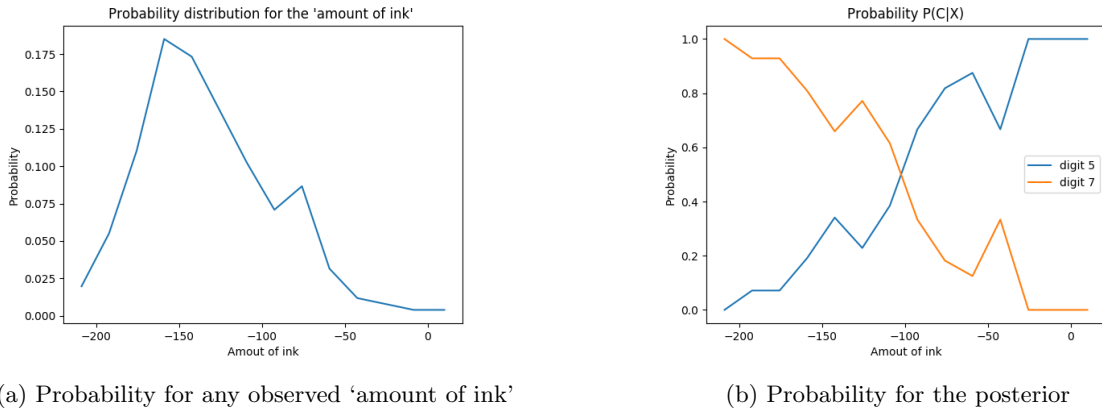 Probability distribution for the 'amount of ink'
0.175
0.150
0.125
0.100
0.075
0.050
0.025
0.000
Probability
−200
−150
−100
−50
0
Amout of ink
(a) Probability for any observed ‘amount of ink’
Probability P(C|X)
1.0
0.8
0.6
0.4
0.2
0.0
Probability
digit 5
digit 7
−200
−150
−100
−50
0
Amout of ink
(b) Probability for the posterior